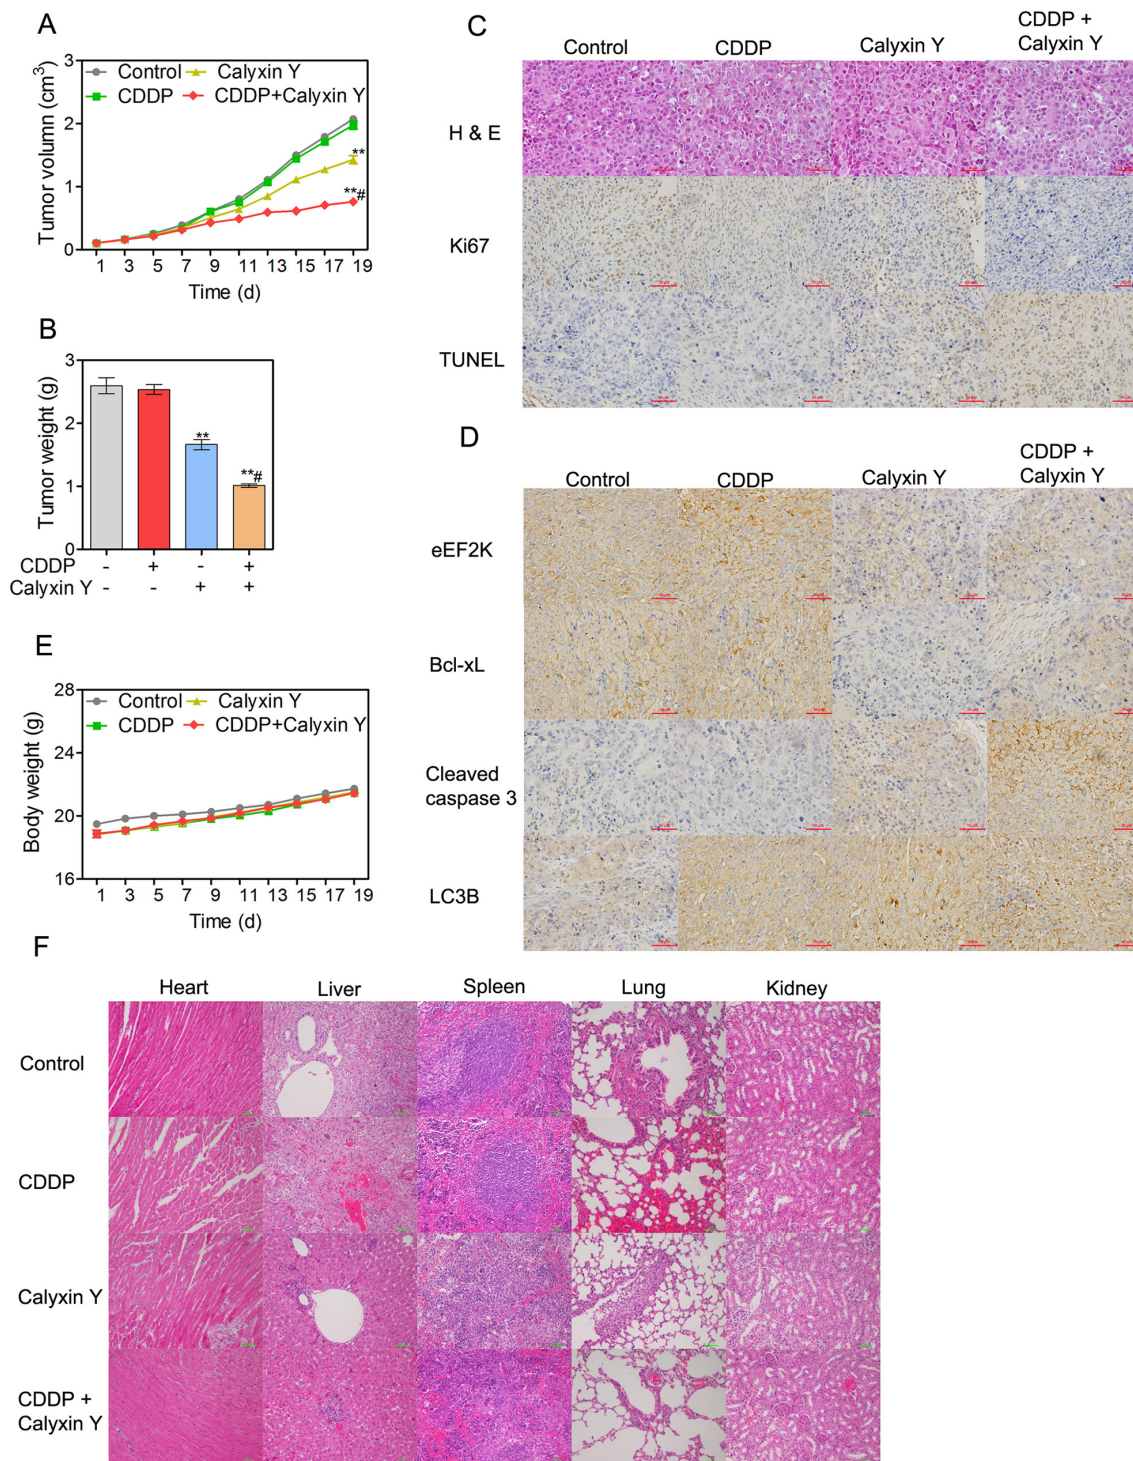 A
Tumor volumn (cm³)
3
2
1
0
Control
Calyxin Y
CDDP
CDDP+Calyxin Y
**
**#
1 3 5 7 9 11 13 15 17 19
Time (d)
B
Tumor weight (g)
3
2
1
0
**
**#
CDDP - + - +
Calyxin Y - - + +
E
Body weight (g)
28
24
20
16
Control
Calyxin Y
CDDP
CDDP+Calyxin Y
1 3 5 7 9 11 13 15 17 19
Time (d)
C
Control
CDDP
Calyxin Y
CDDP +
Calyxin Y
H & E
Ki67
TUNEL
D
Control
CDDP
Calyxin Y
CDDP +
Calyxin Y
eEF2K
Bcl-xL
Cleaved
caspase 3
LC3B
F
Heart
Liver
Spleen
Lung
Kidney
Control
CDDP
Calyxin Y
CDDP +
Calyxin Y